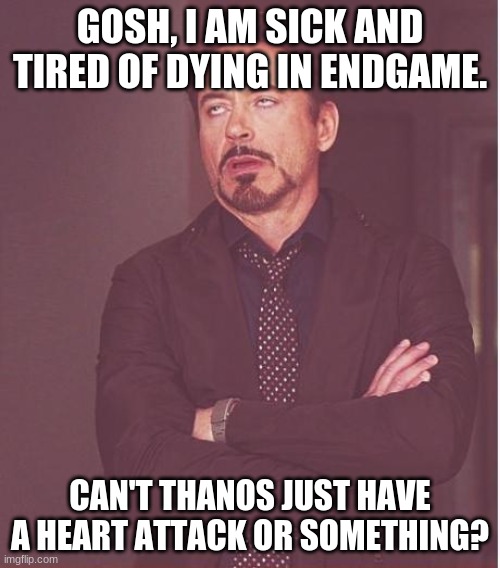 GOSH, I AM SICK AND
TIRED OF DYING IN ENDGAME.
CAN'T THANOS JUST HAVE
A HEART ATTACK OR SOMETHING?
imgflip.com